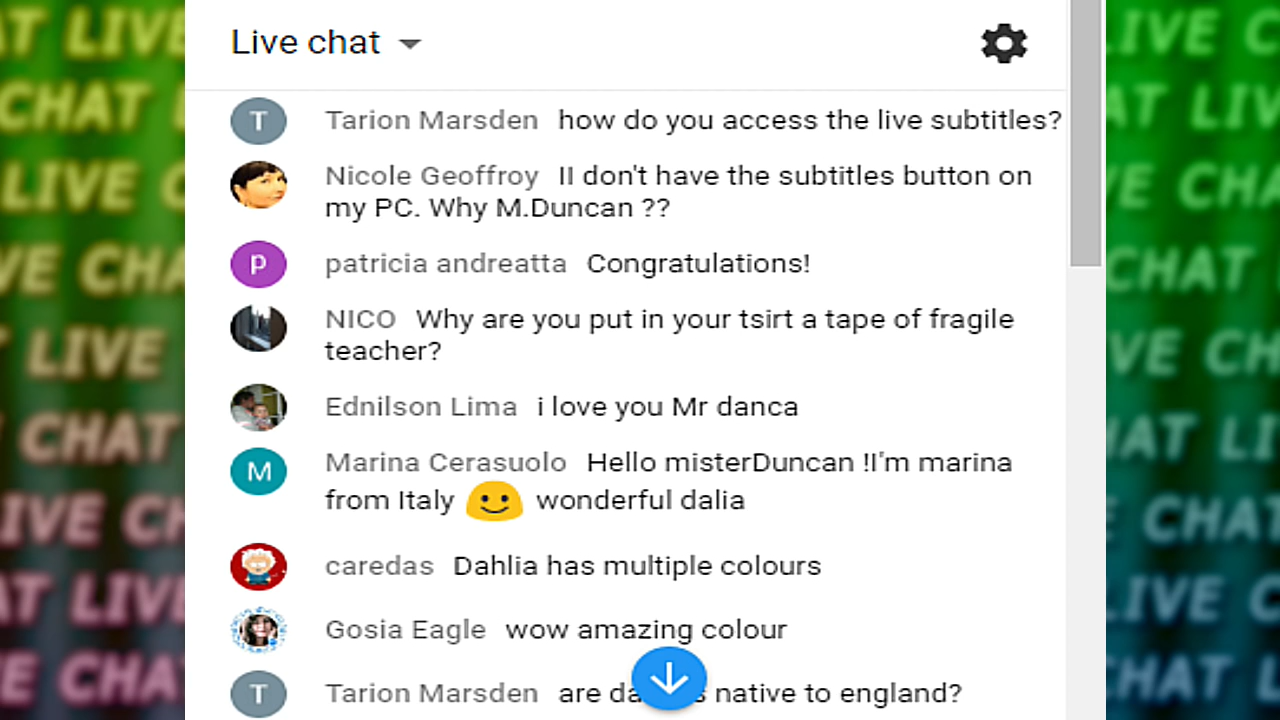 Live chat
T Tarion Marsden how do you access the live subtitles?
Nicole Geoffroy II don't have the subtitles button on
my PC. Why M.Duncan ??
P patricia andreatta Congratulations!
NICO Why are you put in your tsirt a tape of fragile
teacher?
Ednilson Lima i love you Mr danca
M Marina Cerasuolo Hello misterDuncan !I'm marina
from Italy 🙂 wonderful dalia
caredas Dahlia has multiple colours
Gosia Eagle wow amazing colour
T Tarion Marsden are native to england?